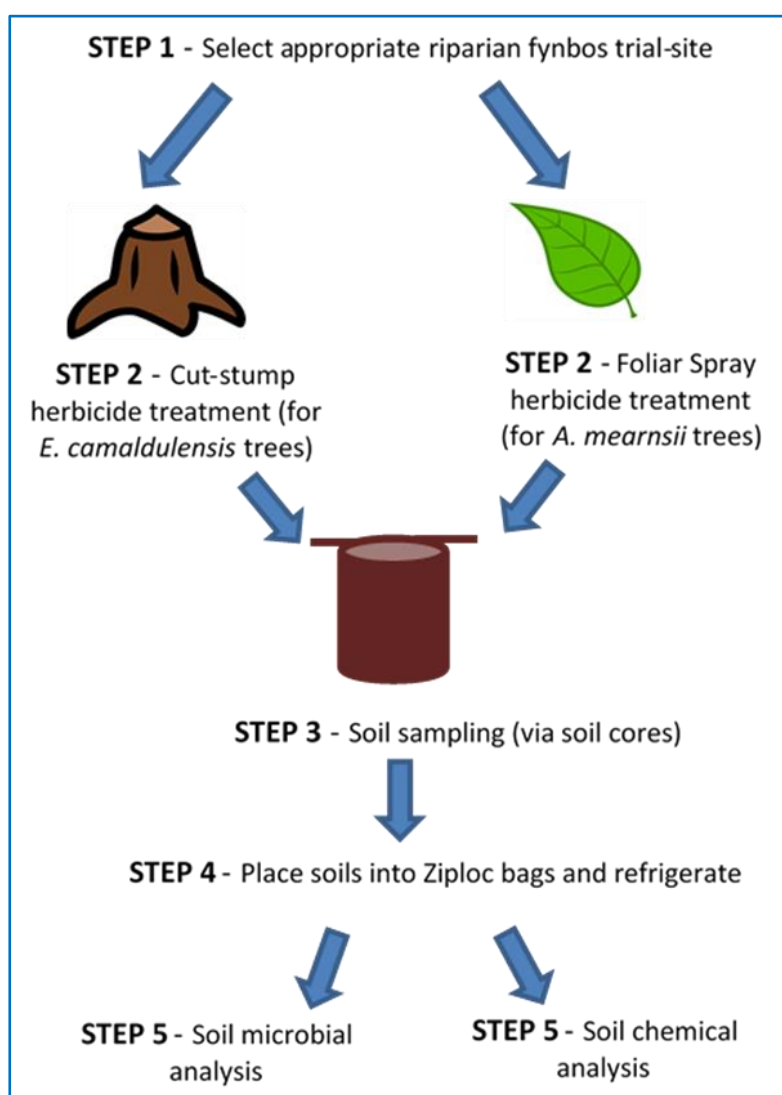 STEP 1 - Select appropriate riparian fynbos trial-site
STEP 2 - Cut-stump
herbicide treatment (for
E. camaldulensis trees)
STEP 2 - Foliar Spray
herbicide treatment
(for A. mearnsii trees)
STEP 3 - Soil sampling (via soil cores)
STEP 4 - Place soils into Ziploc bags and refrigerate
STEP 5 - Soil microbial
analysis
STEP 5 - Soil chemical
analysis